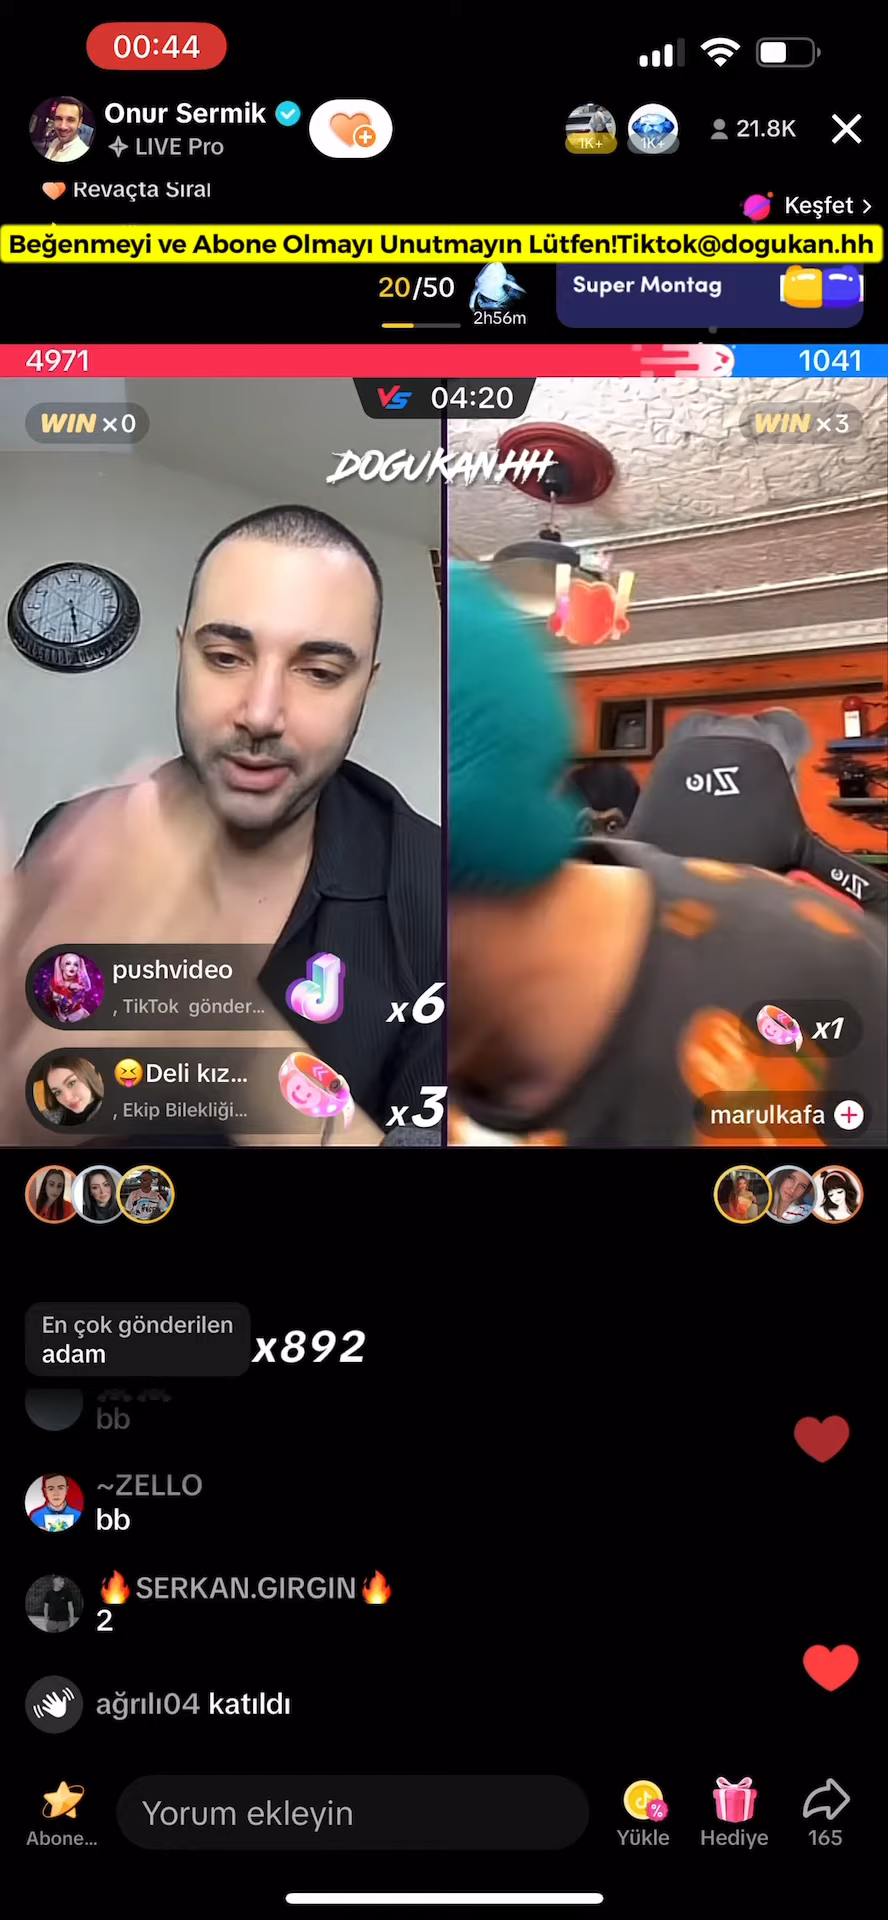 00:44
Onur Sermik
LIVE Pro
1K+
1K+
21.8K
Revaçta Sıral
Keşfet >
Beğenmeyi ve Abone Olmayı Unutmayın Lütfen!Tiktok@dogukan.hh
20/50
2h56m
Super Montag
4971
1041
VS 04:20
WIN x0
WIN x3
DOGUKAN.HH
pushvideo
, TikTok gönder...
x6
😝Deli kız...
, Ekip Bilekliği...
x3
x1
marulkafa
En çok gönderilen
adam
x892
bb
~ZELLO
bb
🔥SERKAN.GIRGIN🔥
2
ağrılı04 katıldı
Abone...
Yorum ekleyin
Yükle
Hediye
165